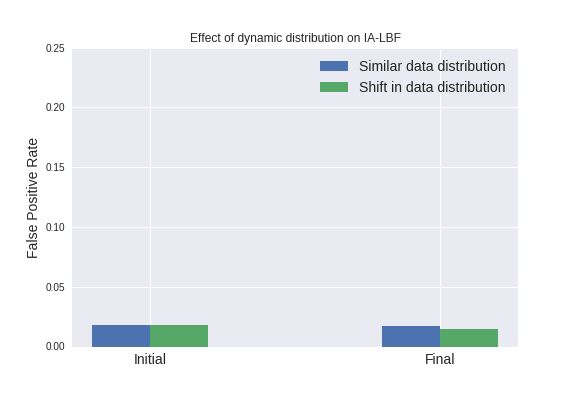 Effect of dynamic distribution on IA-LBF
Similar data distribution
Shift in data distribution
False Positive Rate
0.25
0.20
0.15
0.10
0.05
0.00
Initial
Final